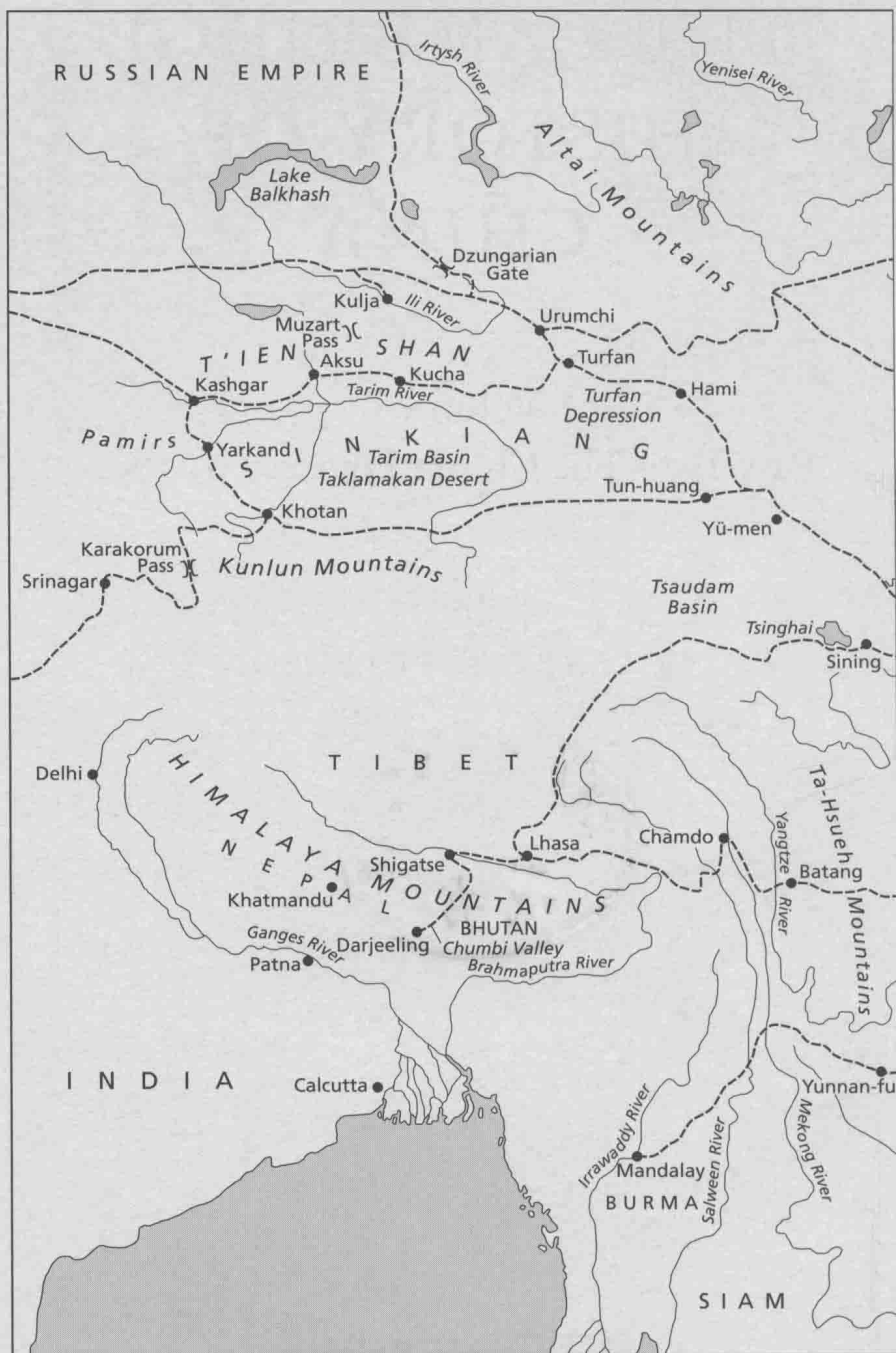 RUSSIAN EMPIRE
Irtysh River
Yenisei River
Altai Mountains
Lake
Balkhash
Dzungarian
Gate
Kulja
Ili River
Urumchi
Muzart
Pass
T'IEN SHAN
Aksu
Kucha
Turfan
Kashgar
Tarim River
Turfan
Depression
Hami
Pamirs
Yarkand
SINKIANG
Tarim Basin
Taklamakan Desert
Tun-huang
Khotan
Yü-men
Karakorum
Pass
Kunlun Mountains
Srinagar
Tsaudam
Basin
Tsinghai
Sining
TIBET
Delhi
HIMALAYA MOUNTAINS
NEPAL
Ta-Hsueh Mountains
Yangtze River
Shigatse
Lhasa
Chamdo
Batang
Khatmandu
BHUTAN
Darjeeling
Chumbi Valley
Ganges River
Brahmaputra River
Patna
INDIA
Calcutta
Yunnan-fu
Irrawaddy River
Salween River
Mekong River
Mandalay
BURMA
SIAM